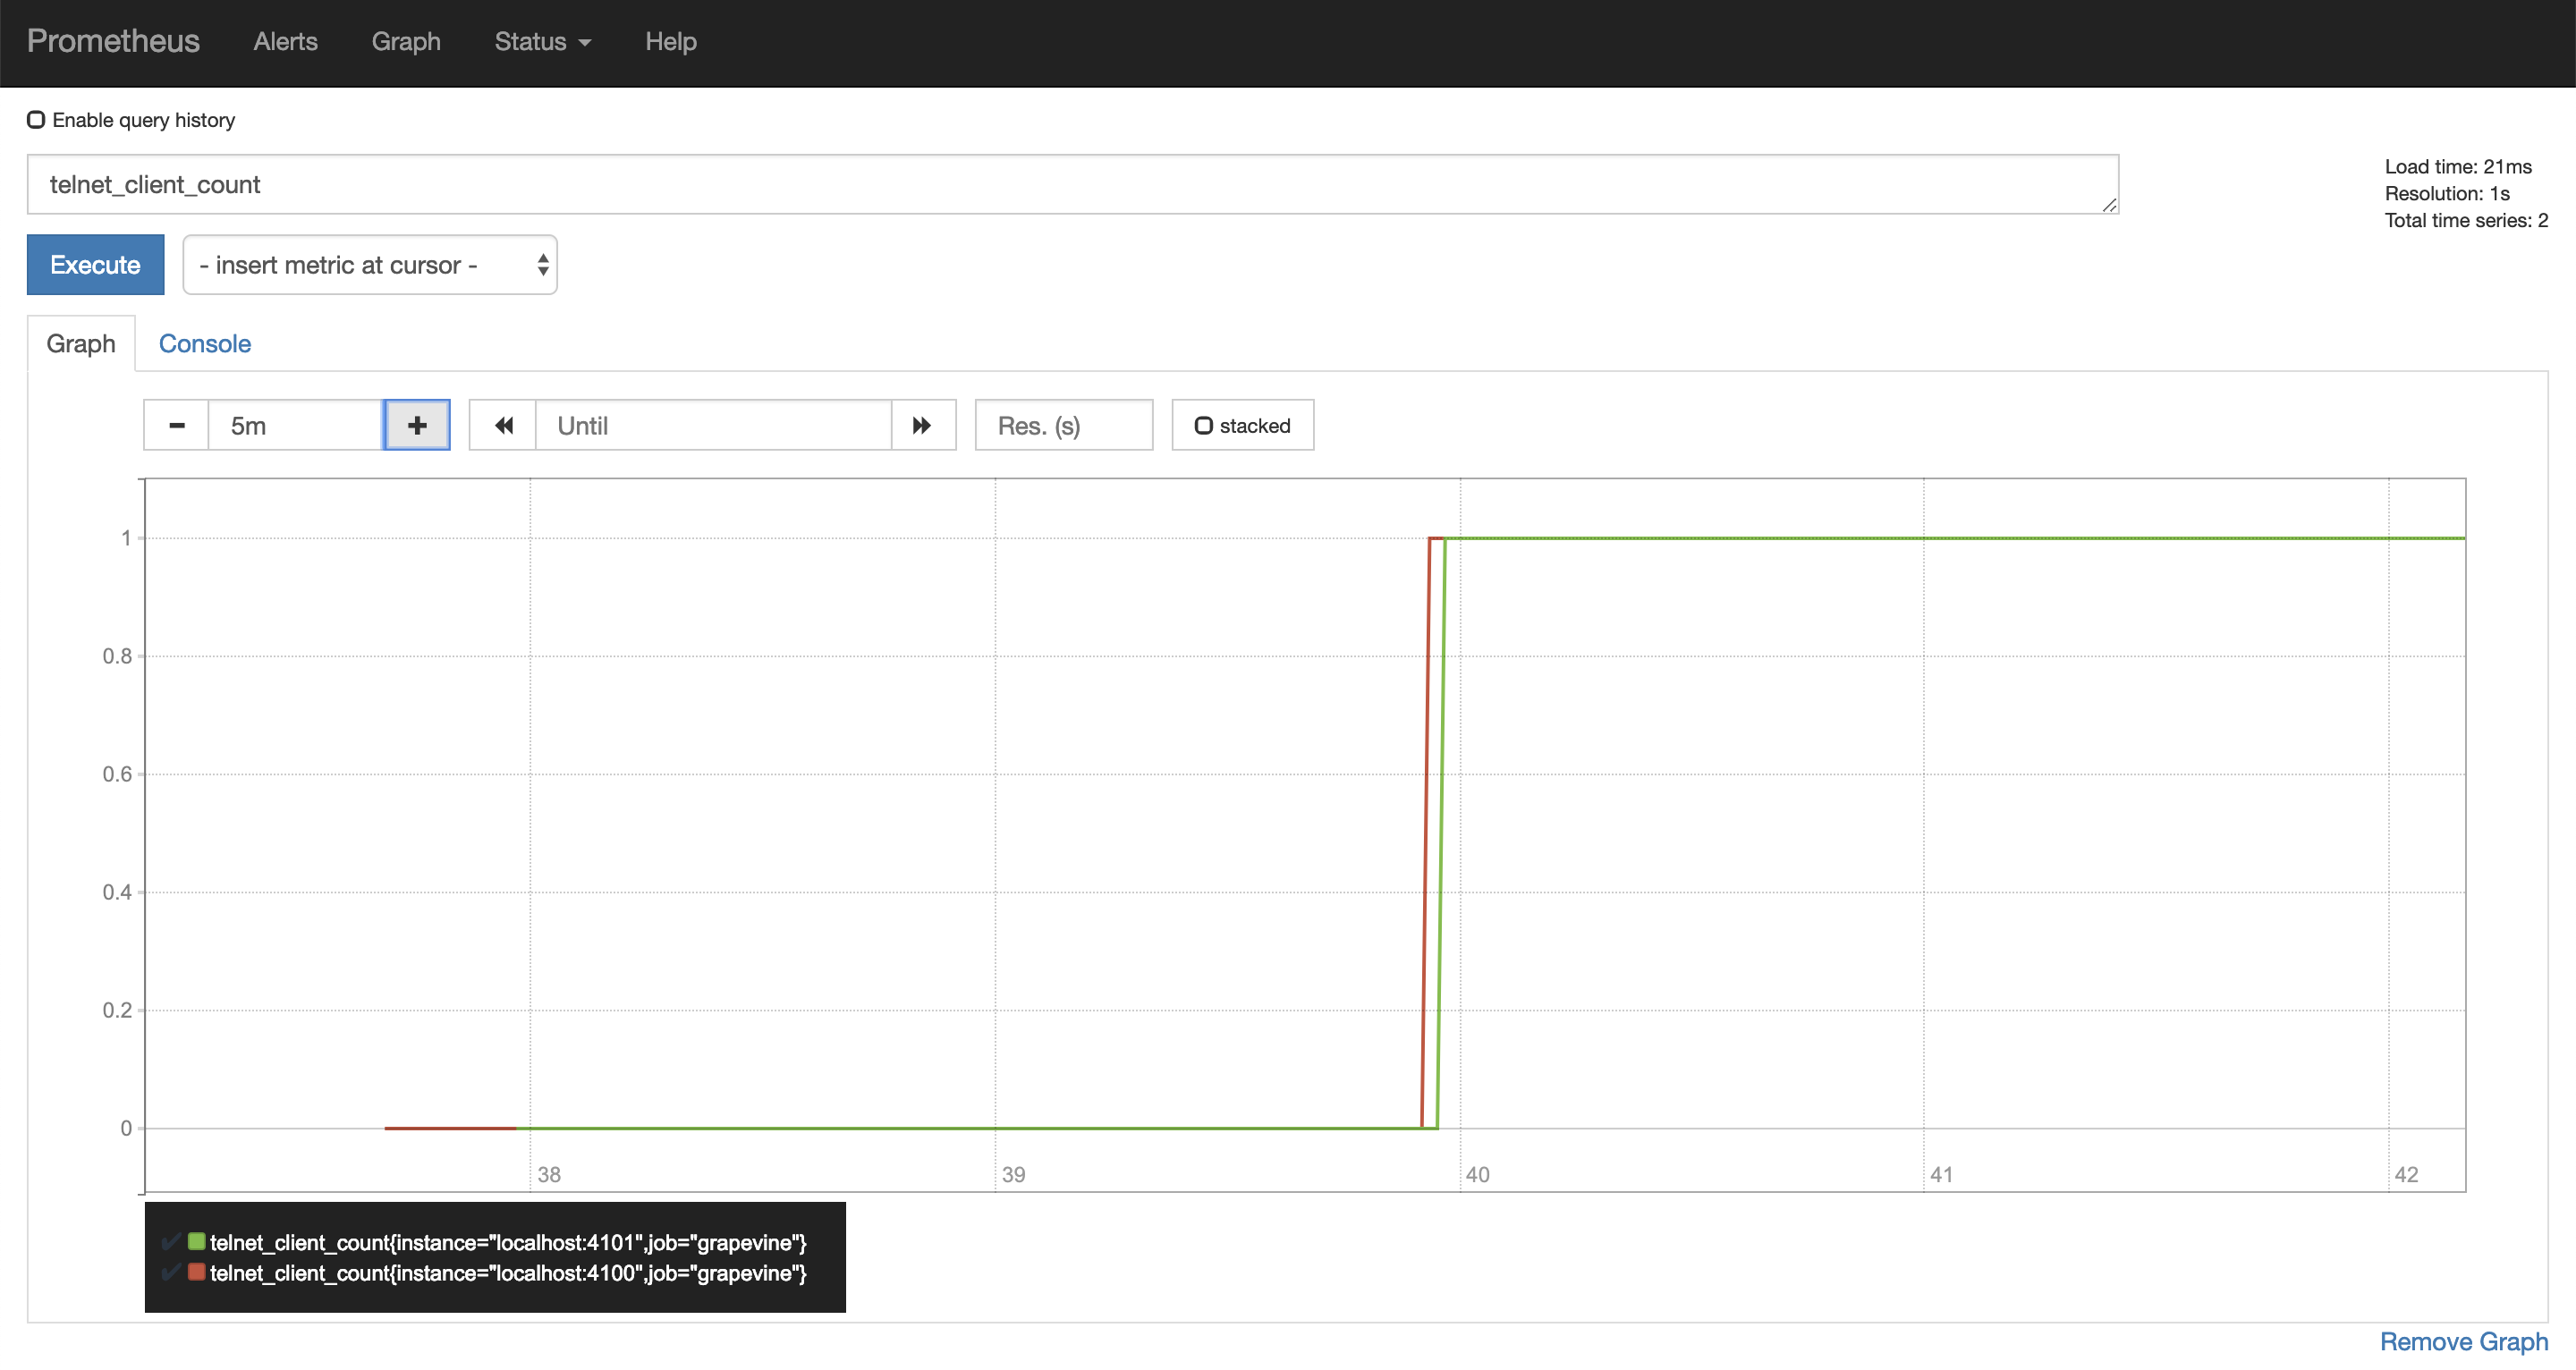 Prometheus Alerts Graph Status Help
Enable query history
telnet_client_count
Load time: 21ms
Resolution: 1s
Total time series: 2
Execute - insert metric at cursor -
Graph Console
5m Until Res. (s) stacked
1
0.8
0.6
0.4
0.2
0
38 39 40 41 42
telnet_client_count{instance="localhost:4101",job="grapevine"}
telnet_client_count{instance="localhost:4100",job="grapevine"}
Remove Graph